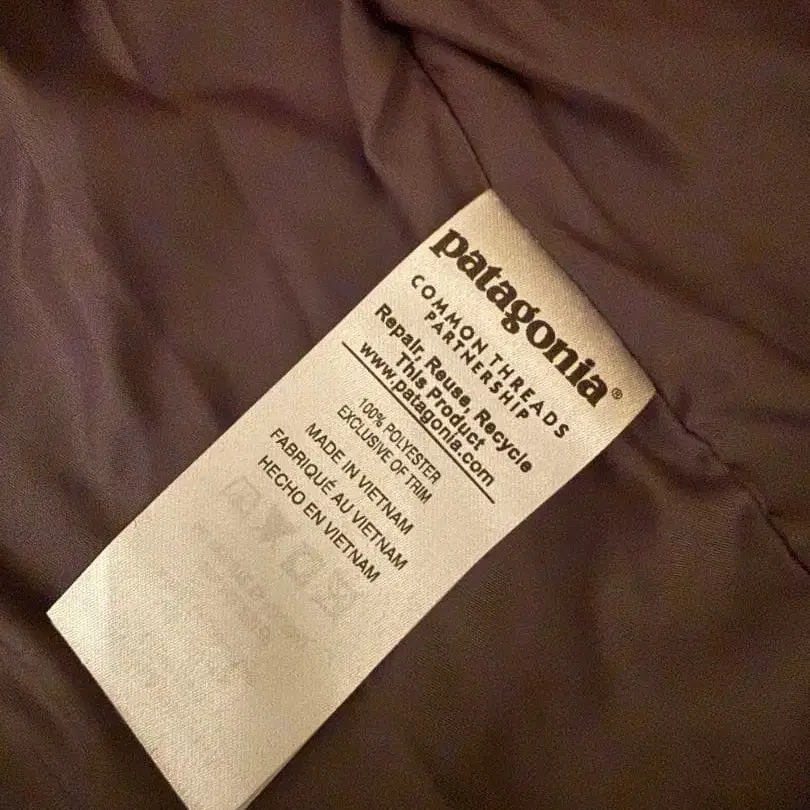 patagonia®
COMMON THREADS
PARTNERSHIP
Repair, Reuse, Recycle
This Product
www.patagonia.com
100% POLYESTER
EXCLUSIVE OF TRIM
MADE IN VIETNAM
FABRIQUÉ AU VIETNAM
HECHO EN VIETNAM